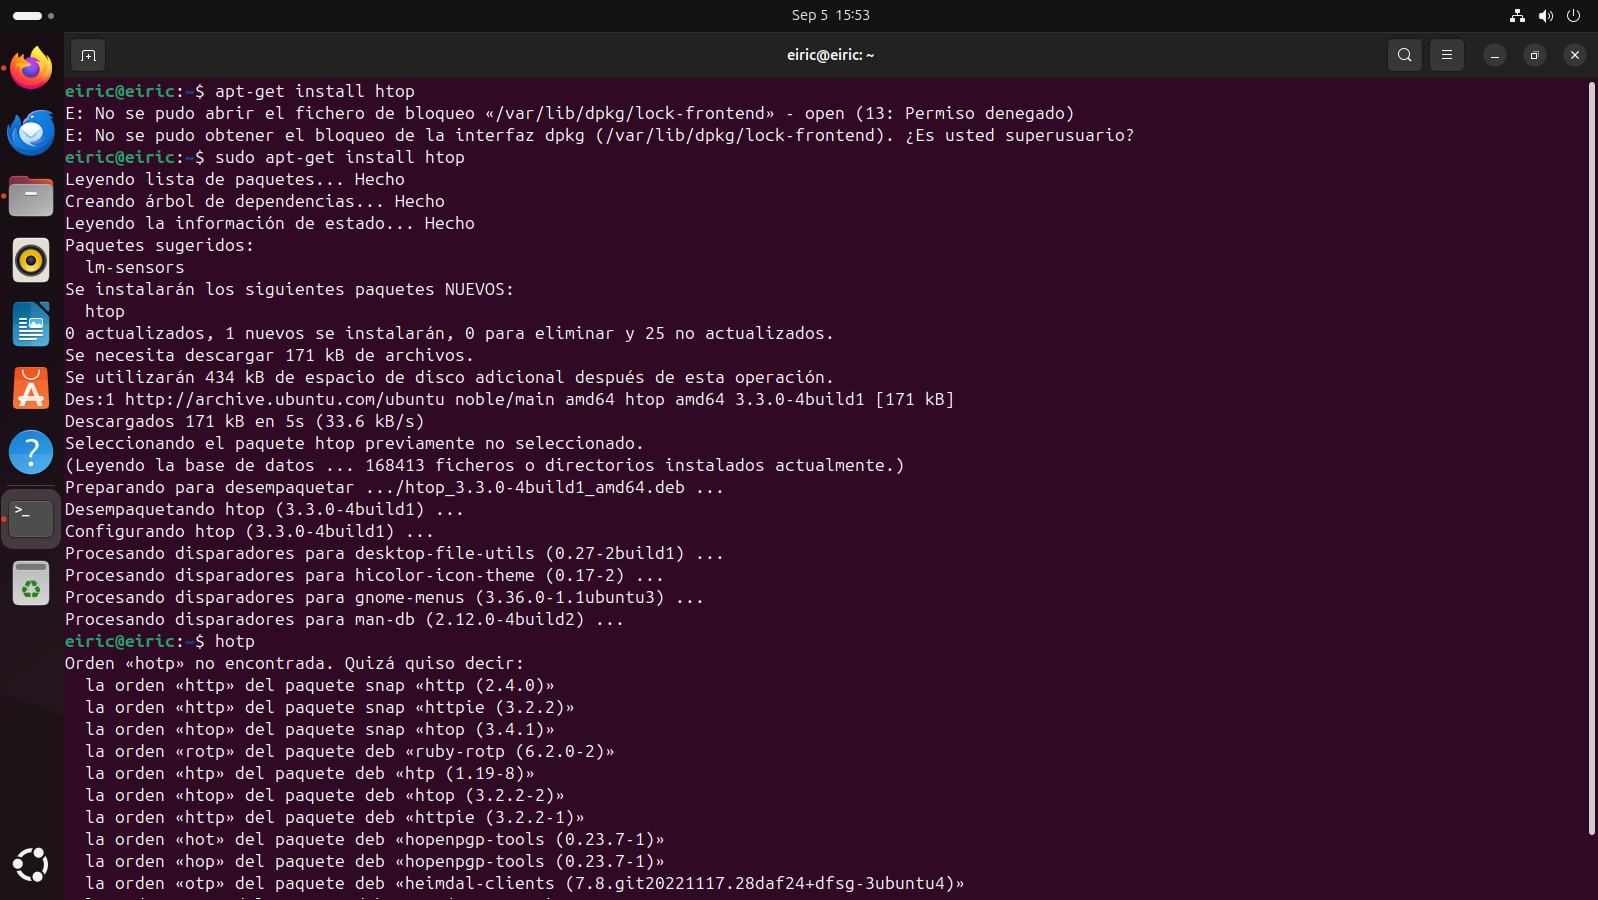 Sep 5 15:53
eiric@eiric: ~
eiric@eiric:~$ apt-get install htop
E: No se pudo abrir el fichero de bloqueo «/var/lib/dpkg/lock-frontend» - open (13: Permiso denegado)
E: No se pudo obtener el bloqueo de la interfaz dpkg (/var/lib/dpkg/lock-frontend). ¿Es usted superusuario?
eiric@eiric:~$ sudo apt-get install htop
Leyendo lista de paquetes... Hecho
Creando árbol de dependencias... Hecho
Leyendo la información de estado... Hecho
Paquetes sugeridos:
  lm-sensors
Se instalarán los siguientes paquetes NUEVOS:
  htop
0 actualizados, 1 nuevos se instalarán, 0 para eliminar y 25 no actualizados.
Se necesita descargar 171 kB de archivos.
Se utilizarán 434 kB de espacio de disco adicional después de esta operación.
Des:1 http://archive.ubuntu.com/ubuntu noble/main amd64 htop amd64 3.3.0-4build1 [171 kB]
Descargados 171 kB en 5s (33.6 kB/s)
Seleccionando el paquete htop previamente no seleccionado.
(Leyendo la base de datos ... 168413 ficheros o directorios instalados actualmente.)
Preparando para desempaquetar .../htop_3.3.0-4build1_amd64.deb ...
Desempaquetando htop (3.3.0-4build1) ...
Configurando htop (3.3.0-4build1) ...
Procesando disparadores para desktop-file-utils (0.27-2build1) ...
Procesando disparadores para hicolor-icon-theme (0.17-2) ...
Procesando disparadores para gnome-menus (3.36.0-1.1ubuntu3) ...
Procesando disparadores para man-db (2.12.0-4build2) ...
eiric@eiric:~$ hotp
Orden «hotp» no encontrada. Quizá quiso decir:
  la orden «http» del paquete snap «http (2.4.0)»
  la orden «http» del paquete snap «httpie (3.2.2)»
  la orden «htop» del paquete snap «htop (3.4.1)»
  la orden «rotp» del paquete deb «ruby-rotp (6.2.0-2)»
  la orden «htp» del paquete deb «htp (1.19-8)»
  la orden «htop» del paquete deb «htop (3.2.2-2)»
  la orden «http» del paquete deb «httpie (3.2.2-1)»
  la orden «hot» del paquete deb «hopenpgp-tools (0.23.7-1)»
  la orden «hop» del paquete deb «hopenpgp-tools (0.23.7-1)»
  la orden «otp» del paquete deb «heimdal-clients (7.8.git20221117.28daf24+dfsg-3ubuntu4)»